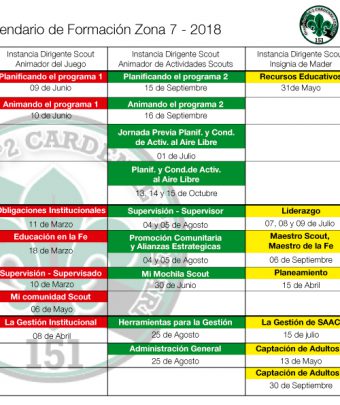 endario de Formación Zona 7 - 2018
151
Instancia Dirigente Scout
Animador del Juego
Instancia Dirigente Scout
Animador de Actividades Scouts
Instancia Dirigente Scout
Insignia de Mader
Planificando el programa 1
Planificando el programa 2
Recursos Educativos
09 de Junio
15 de Septiembre
31de Mayo
Animando el programa 1
Animando el programa 2
10 de Junio
16 de Septiembre
Jornada Previa Planif. y Cond.
de Activ. al Aire Libre
01 de Julio
Planif. y Cond.de Activ.
al Aire Libre
13, 14 y 15 de Octubre
Obligaciones Institucionales
Supervisión - Supervisor
Liderazgo
11 de Marzo
04 y 05 de Agosto
07, 08 y 09 de Julio
Educación en la Fe
Promoción Comunitaria
y Alianzas Estrategicas
Maestro Scout,
Maestro de la Fe
18 de Marzo
04 y 05 de Agosto
06 de Septiembre
Supervisión - Supervisado
Mi Mochila Scout
Planeamiento
10 de Marzo
30 de Junio
15 de Abril
Mi comunidad Scout
06 de Mayo
La Gestión Institucional
Herramientas para la Gestión
La Gestión de SAAC
08 de Abril
25 de Agosto
15 de julio
Administración General
Captación de Adultos
25 de Agosto
13 de Mayo
Captación de Adultos
30 de Septiembre
151